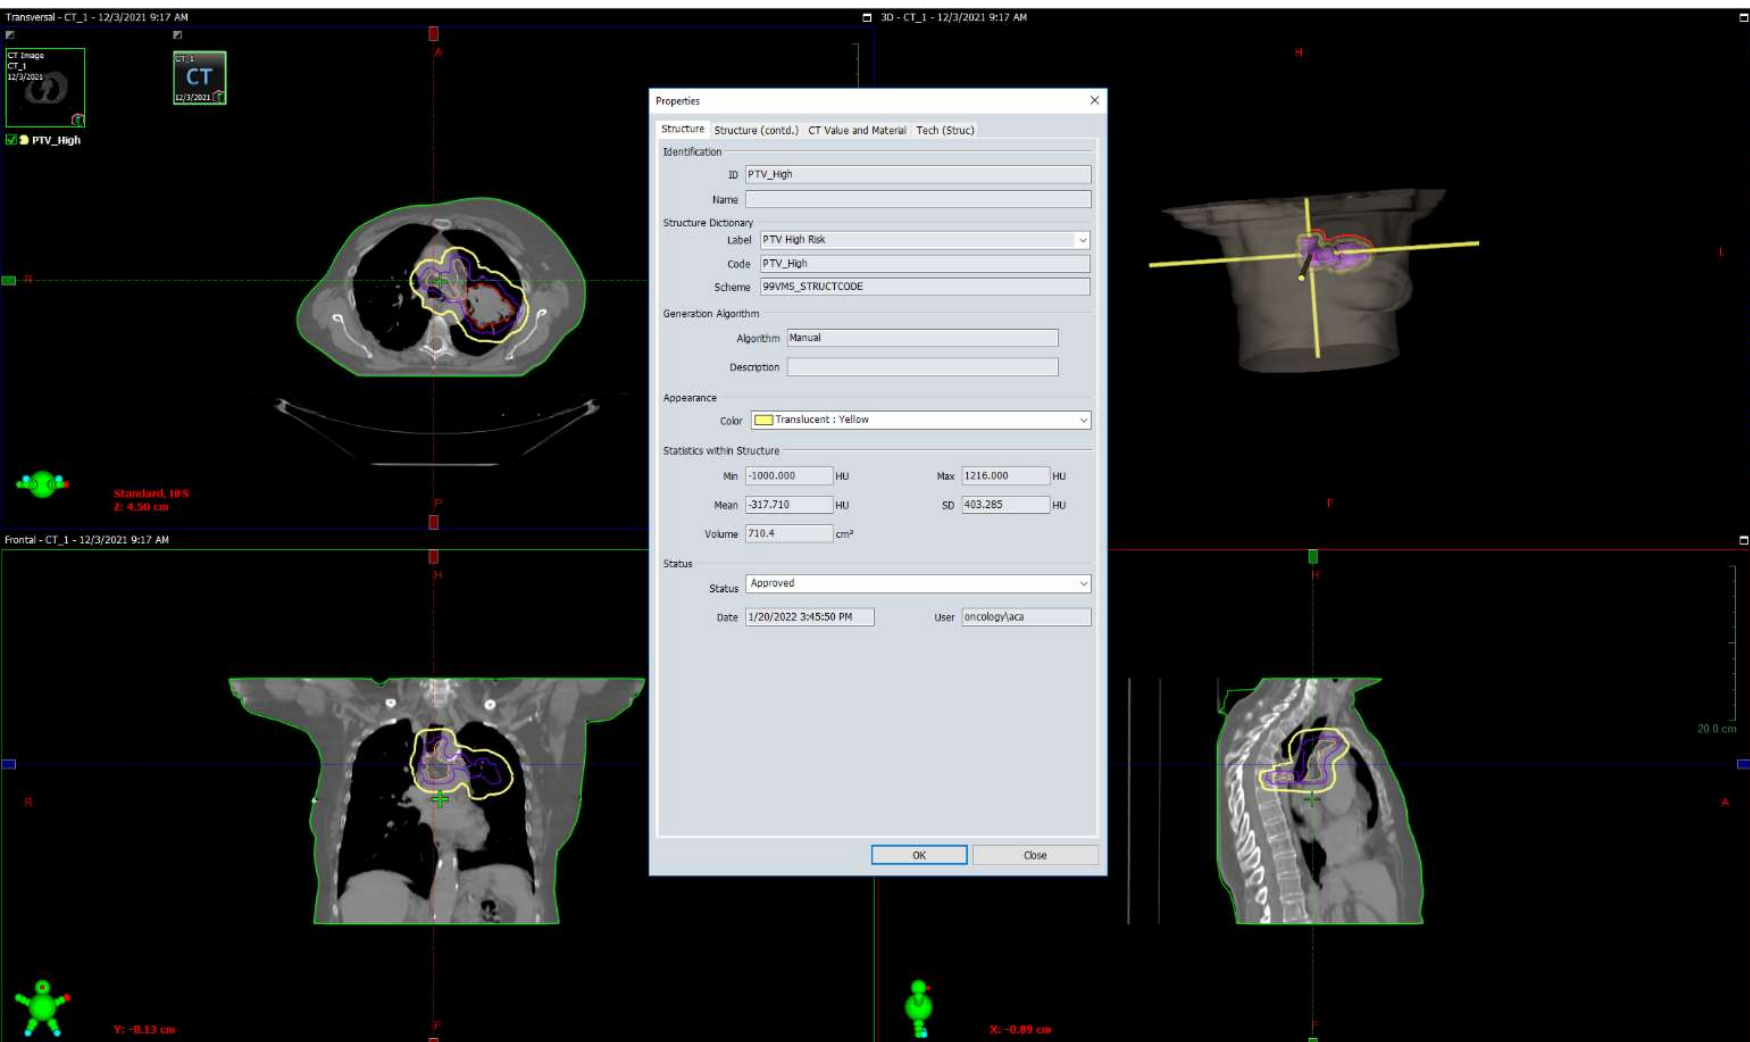 Transversal - CT_1 - 12/3/2021 9:17 AM
3D - CT_1 - 12/3/2021 9:17 AM
A
H
CT Image
CT_1
12/3/2021
CT_1
CT
12/3/2021
PTV_High
R
L
Standard, HFS
Z: 4.50 cm
P
F
Properties
Structure Structure (contd.) CT Value and Material Tech (Struc)
Identification
ID PTV_High
Name
Structure Dictionary
Label PTV High Risk
Code PTV_High
Scheme 99VMS_STRUCTCODE
Generation Algorithm
Algorithm Manual
Description
Appearance
Color Translucent : Yellow
Statistics within Structure
Min -1000.000 HU Max 1216.000 HU
Mean -317.710 HU SD 403.285 HU
Volume 710.4 cm³
Status
Status Approved
Date 1/20/2022 3:45:50 PM User oncology\aca
OK Close
Frontal - CT_1 - 12/3/2021 9:17 AM
H
H
20.0 cm
R
A
Y: -0.13 cm
F
X: -0.89 cm
F